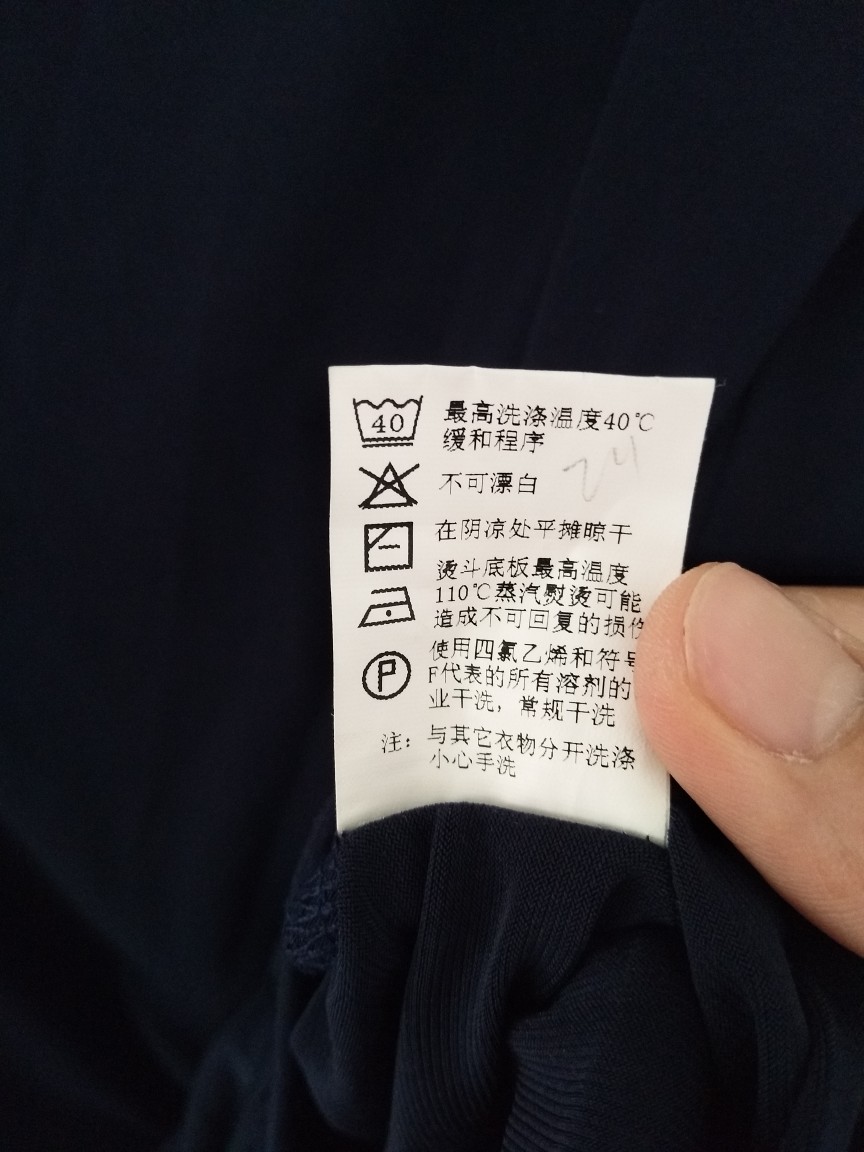 40
最高洗涤温度40℃
缓和程序
不可漂白
在阴凉处平摊晾干
烫斗底板最高温度
110℃蒸汽熨烫可能
造成不可回复的损伤
P
使用四氯乙烯和符号
F代表的所有溶剂的
业干洗，常规干洗
注：与其它衣物分开洗涤
小心手洗